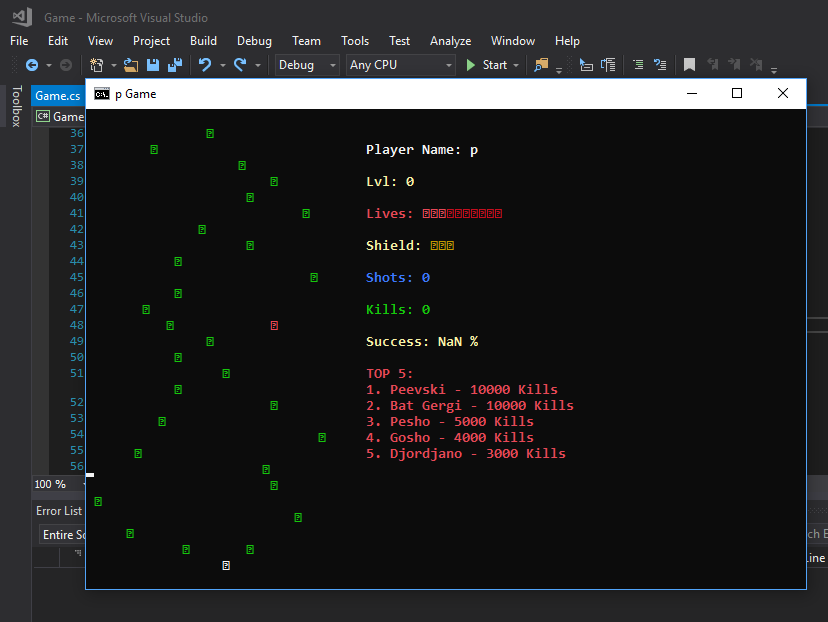 Game - Microsoft Visual Studio
File Edit View Project Build Debug Team Tools Test Analyze Window Help
Debug Any CPU Start
Toolbox
Game.cs
p Game
C# Game
36
37
Player Name: p
38
39
Lvl: 0
40
41
Lives:
42
43
Shield:
44
45
Shots: 0
46
47
Kills: 0
48
49
Success: NaN %
50
51
TOP 5:
1. Peevski - 10000 Kills
52
2. Bat Gergi - 10000 Kills
53
3. Pesho - 5000 Kills
54
4. Gosho - 4000 Kills
55
5. Djordjano - 3000 Kills
56
100 %
Error List
Entire So
ch E
Line